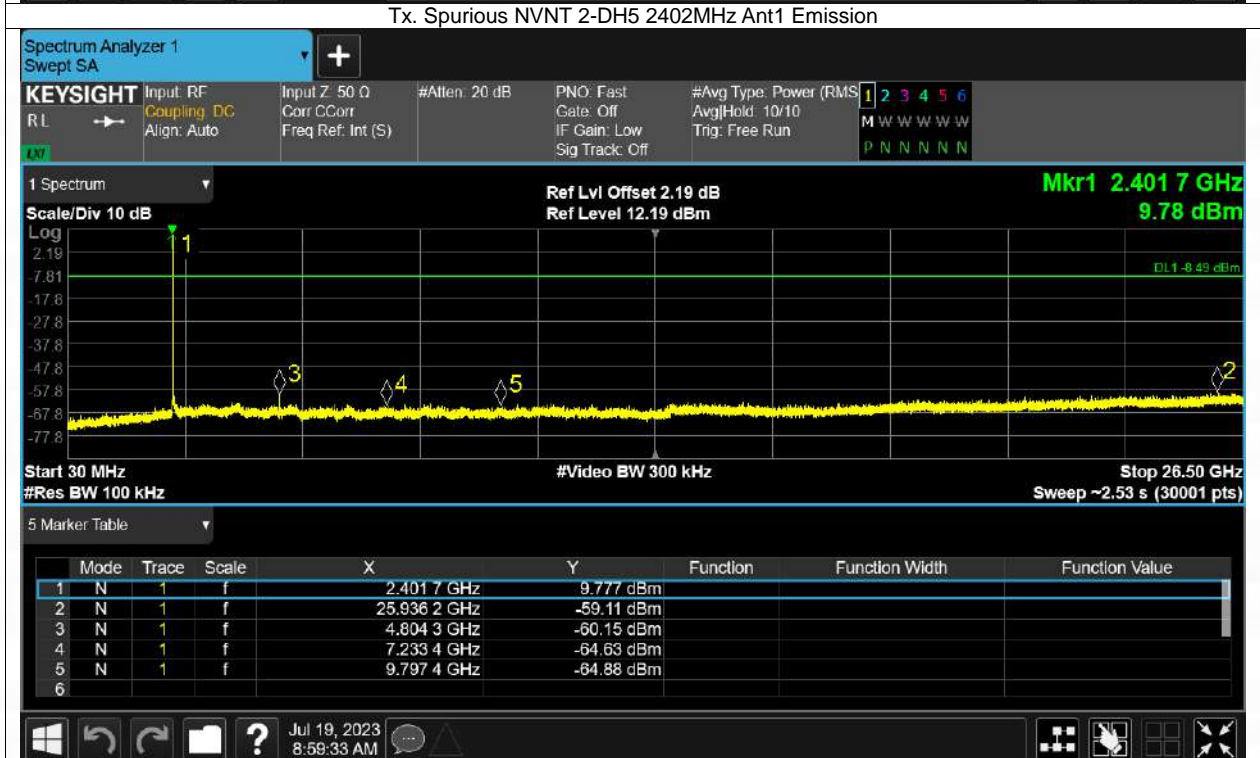 Tx. Spurious NVNT 2-DH5 2402MHz Ant1 Emission
Spectrum Analyzer 1
Swept SA
+
KEYSIGHT Input: RF Input Z: 50 Ω #Atten: 20 dB PNO: Fast #Avg Type: Power (RMS 1 2 3 4 5 6
RL Coupling: DC Corr CCorr Gate: Off Avg|Hold: 10/10 M W W W W W
Align: Auto Freq Ref: Int (S) IF Gain: Low Trig: Free Run
LXI Sig Track: Off P N N N N N
1 Spectrum Ref Lvl Offset 2.19 dB Mkr1 2.401 7 GHz
Scale/Div 10 dB Ref Level 12.19 dBm 9.78 dBm
Log
1
2.19
DL1 -8.49 dBm
-7.81
-17.8
-27.8
-37.8
-47.8
3 4 5 2
-57.8
-67.8
-77.8
Start 30 MHz #Video BW 300 kHz Stop 26.50 GHz
#Res BW 100 kHz Sweep ~2.53 s (30001 pts)
5 Marker Table
Mode Trace Scale X Y Function Function Width Function Value
1 N 1 f 2.401 7 GHz 9.777 dBm
2 N 1 f 25.936 2 GHz -59.11 dBm
3 N 1 f 4.804 3 GHz -60.15 dBm
4 N 1 f 7.233 4 GHz -64.63 dBm
5 N 1 f 9.797 4 GHz -64.88 dBm
6
? Jul 19, 2023
8:59:33 AM